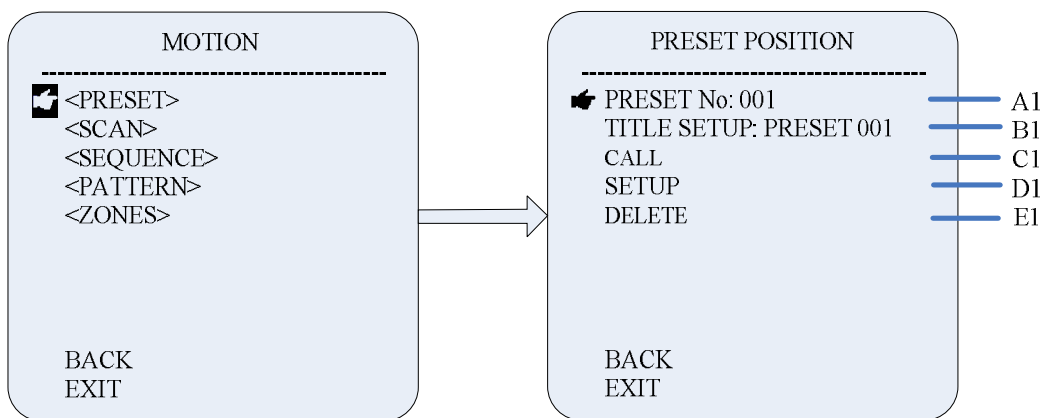 MOTION
<PRESET>
<SCAN>
<SEQUENCE>
<PATTERN>
<ZONES>
BACK
EXIT
PRESET POSITION
PRESET No: 001
TITLE SETUP: PRESET 001
CALL
SETUP
DELETE
BACK
EXIT
A1
B1
C1
D1
E1